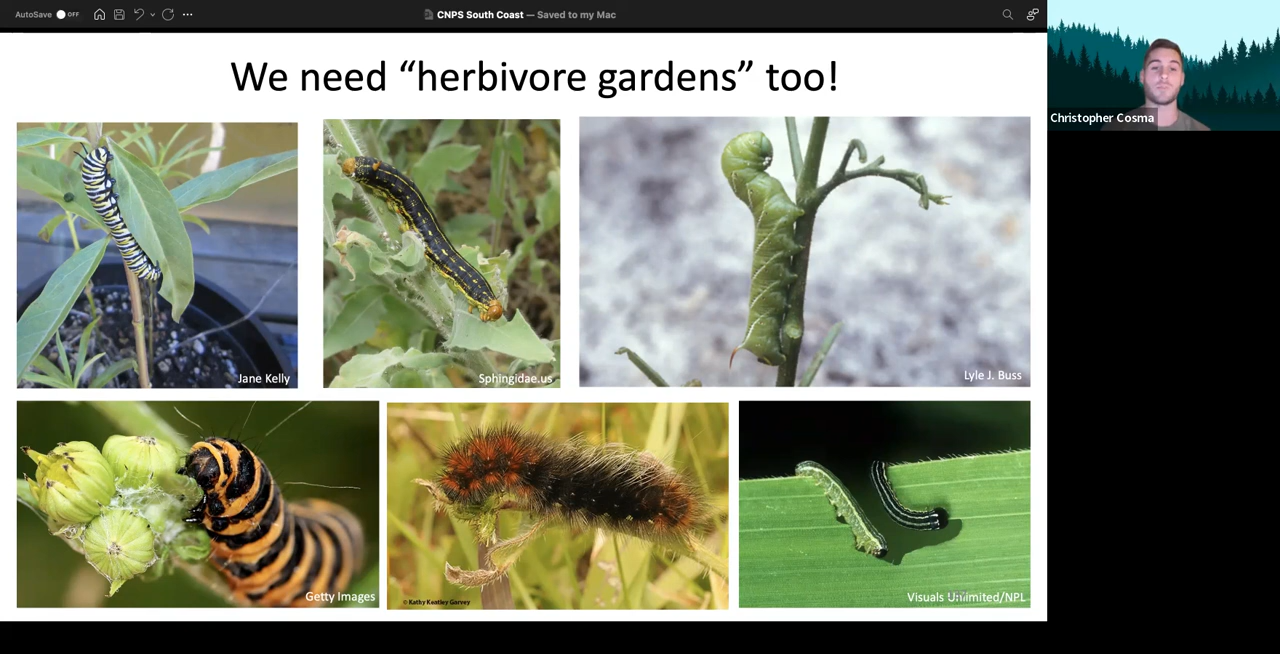 AutoSave OFF
CNPS South Coast — Saved to my Mac
We need “herbivore gardens” too!
Christopher Cosma
Jane Kelly
Sphingidae.us
Lyle J. Buss
Getty Images
© Kathy Keatley Garvey
Visuals Unlimited/NPL